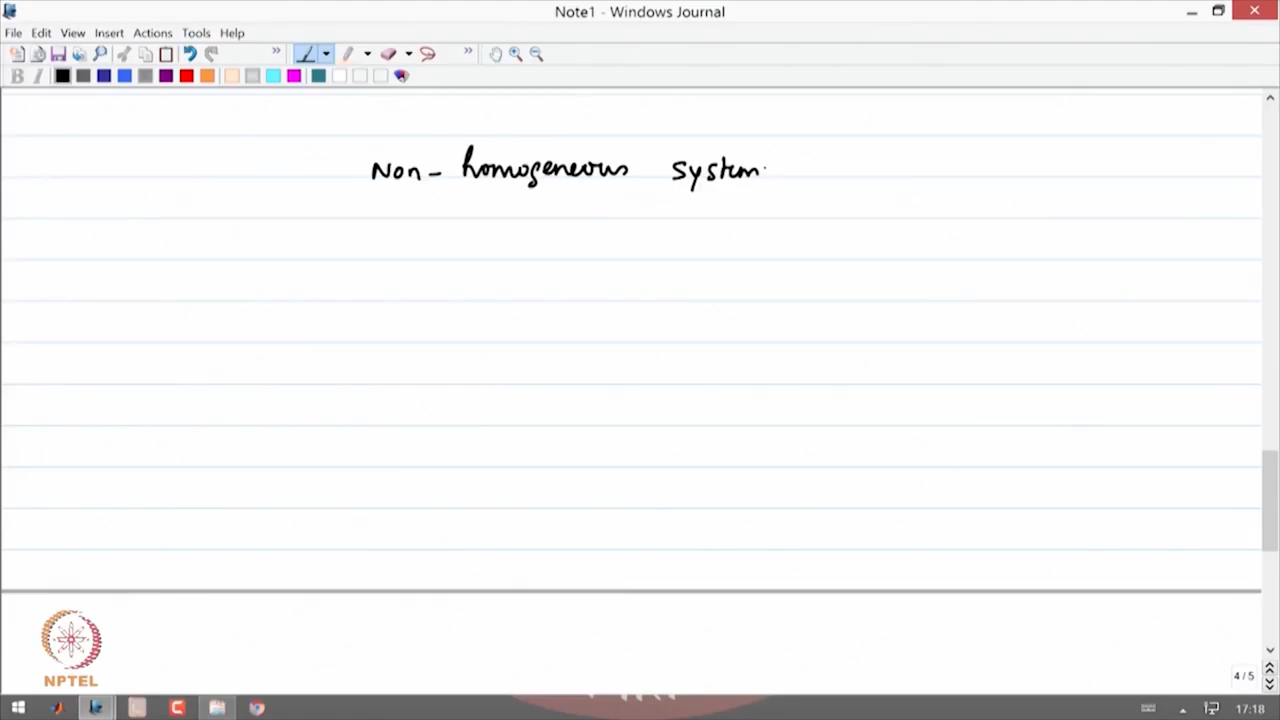 Note1 - Windows Journal
File Edit View Insert Actions Tools Help
Non - homogeneous system.
NPTEL
4 / 5
17:18